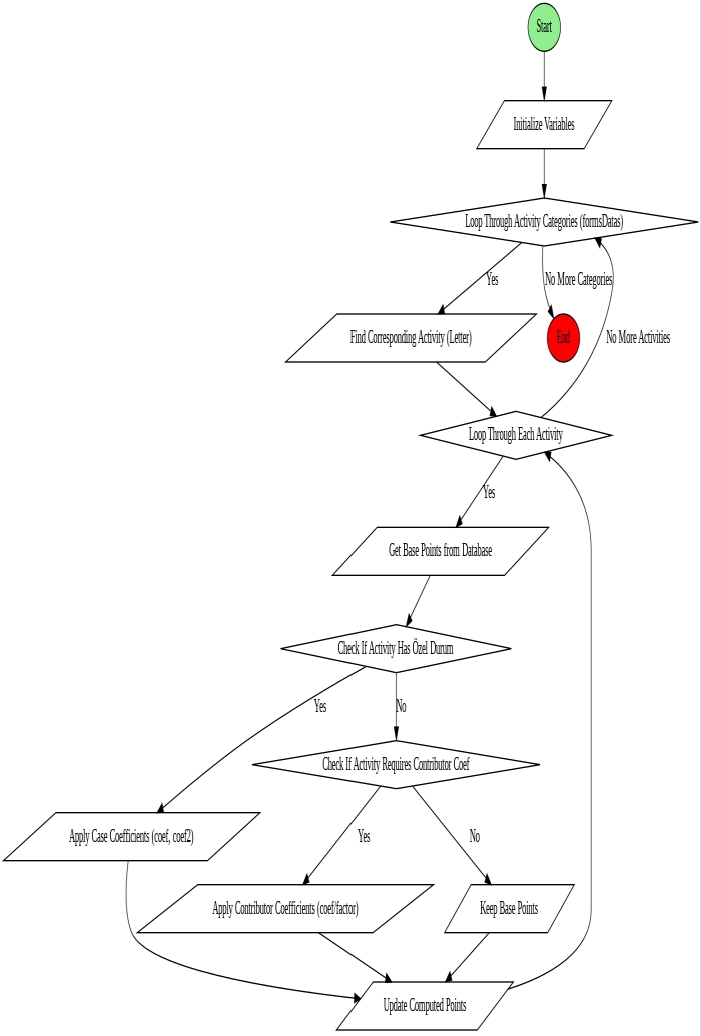 Start
Initialize Variables
Loop Through Activity Categories (formsDatas)
Yes
No More Categories
Find Corresponding Activity (Letter)
End
No More Activities
Loop Through Each Activity
Yes
Get Base Points from Database
Check If Activity Has Özel Durum
Yes
No
Check If Activity Requires Contributor Coef
Apply Case Coefficients (coef, coef2)
Yes
No
Apply Contributor Coefficients (coef/factor)
Keep Base Points
Update Computed Points